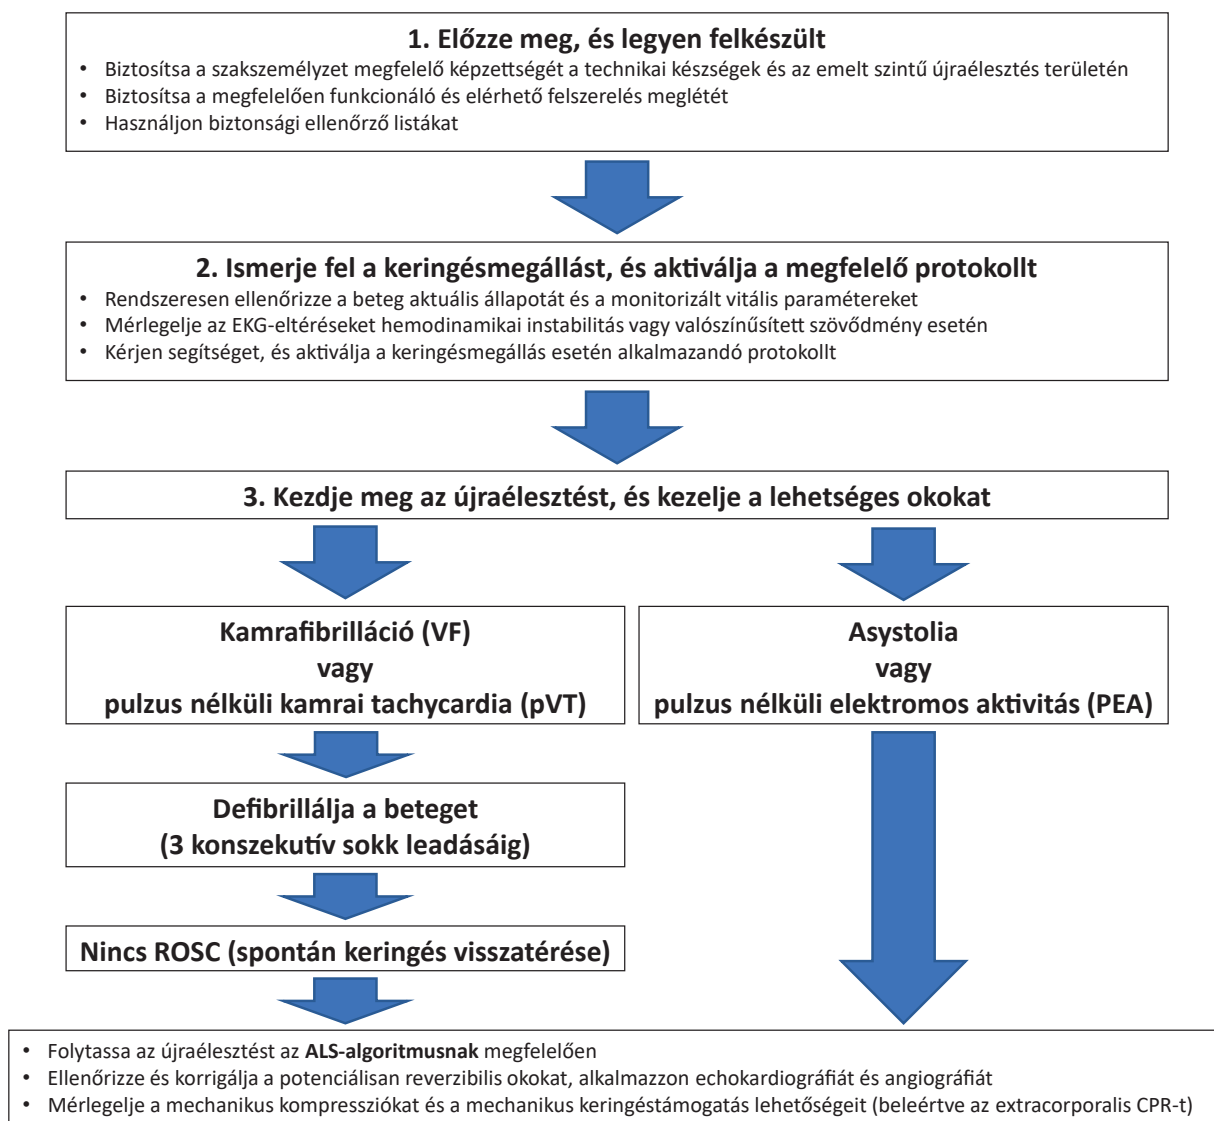 1. Előzze meg, és legyen felkészült
• Biztosítsa a szakszemélyzet megfelelő képzettségét a technikai készségek és az emelt szintű újraélesztés területén
• Biztosítsa a megfelelően funkcionáló és elérhető felszerelés meglétét
• Használjon biztonsági ellenőrző listákat
2. Ismerje fel a keringésmegállást, és aktiválja a megfelelő protokollt
• Rendszeresen ellenőrizze a beteg aktuális állapotát és a monitorizált vitális paramétereket
• Mérlegelje az EKG-eltéréseket hemodinamikai instabilitás vagy valószínűsített szövődmény esetén
• Kérjen segítséget, és aktiválja a keringésmegállás esetén alkalmazandó protokollt
3. Kezdje meg az újraélesztést, és kezelje a lehetséges okokat
Kamrafibrilláció (VF)
vagy
pulzus nélküli kamrai tachycardia (pVT)
Asystolia
vagy
pulzus nélküli elektromos aktivitás (PEA)
Defibrillálja a beteget
(3 konszekutív sokk leadásáig)
Nincs ROSC (spontán keringés visszatérése)
• Folytassa az újraélesztést az ALS-algoritmusnak megfelelően
• Ellenőrizze és korrigálja a potenciálisan reverzibilis okokat, alkalmazzon echokardiográfiát és angiográfiát
• Mérlegelje a mechanikus kompressziókat és a mechanikus keringéstámogatás lehetőségeit (beleértve az extracorporalis CPR-t)